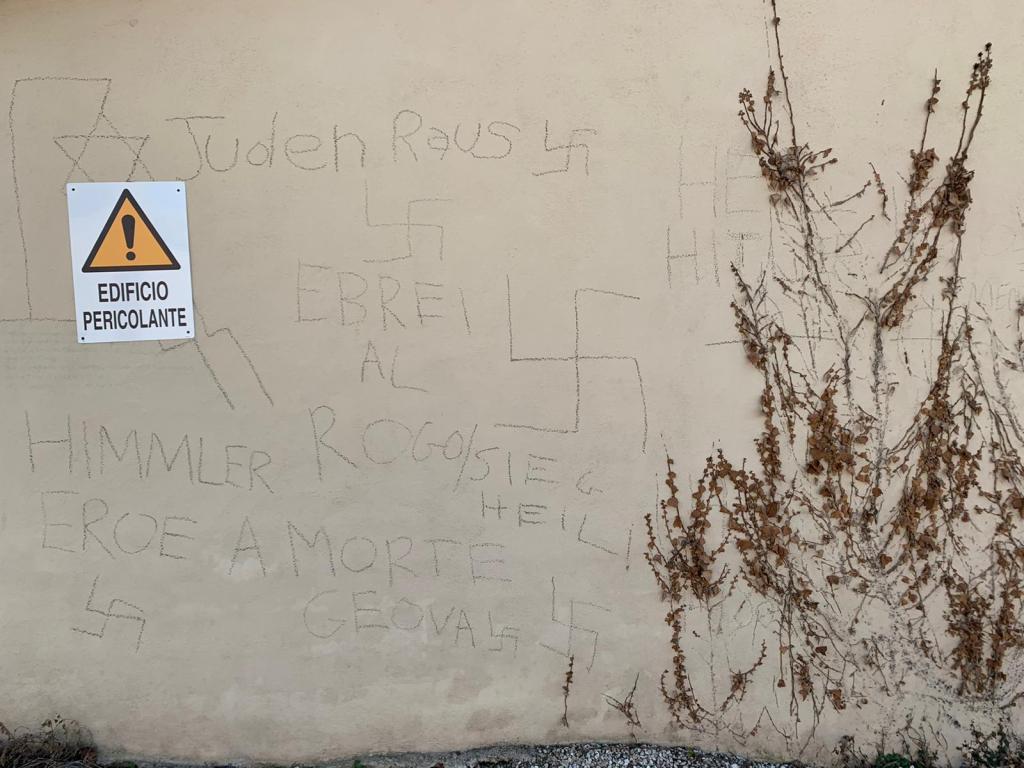 Juden Raus
EDIFICIO
PERICOLANTE
EBREI
AL
ROGO/SIEG
HEIL!
HIMMLER
EROE A MORTE
GEOVA